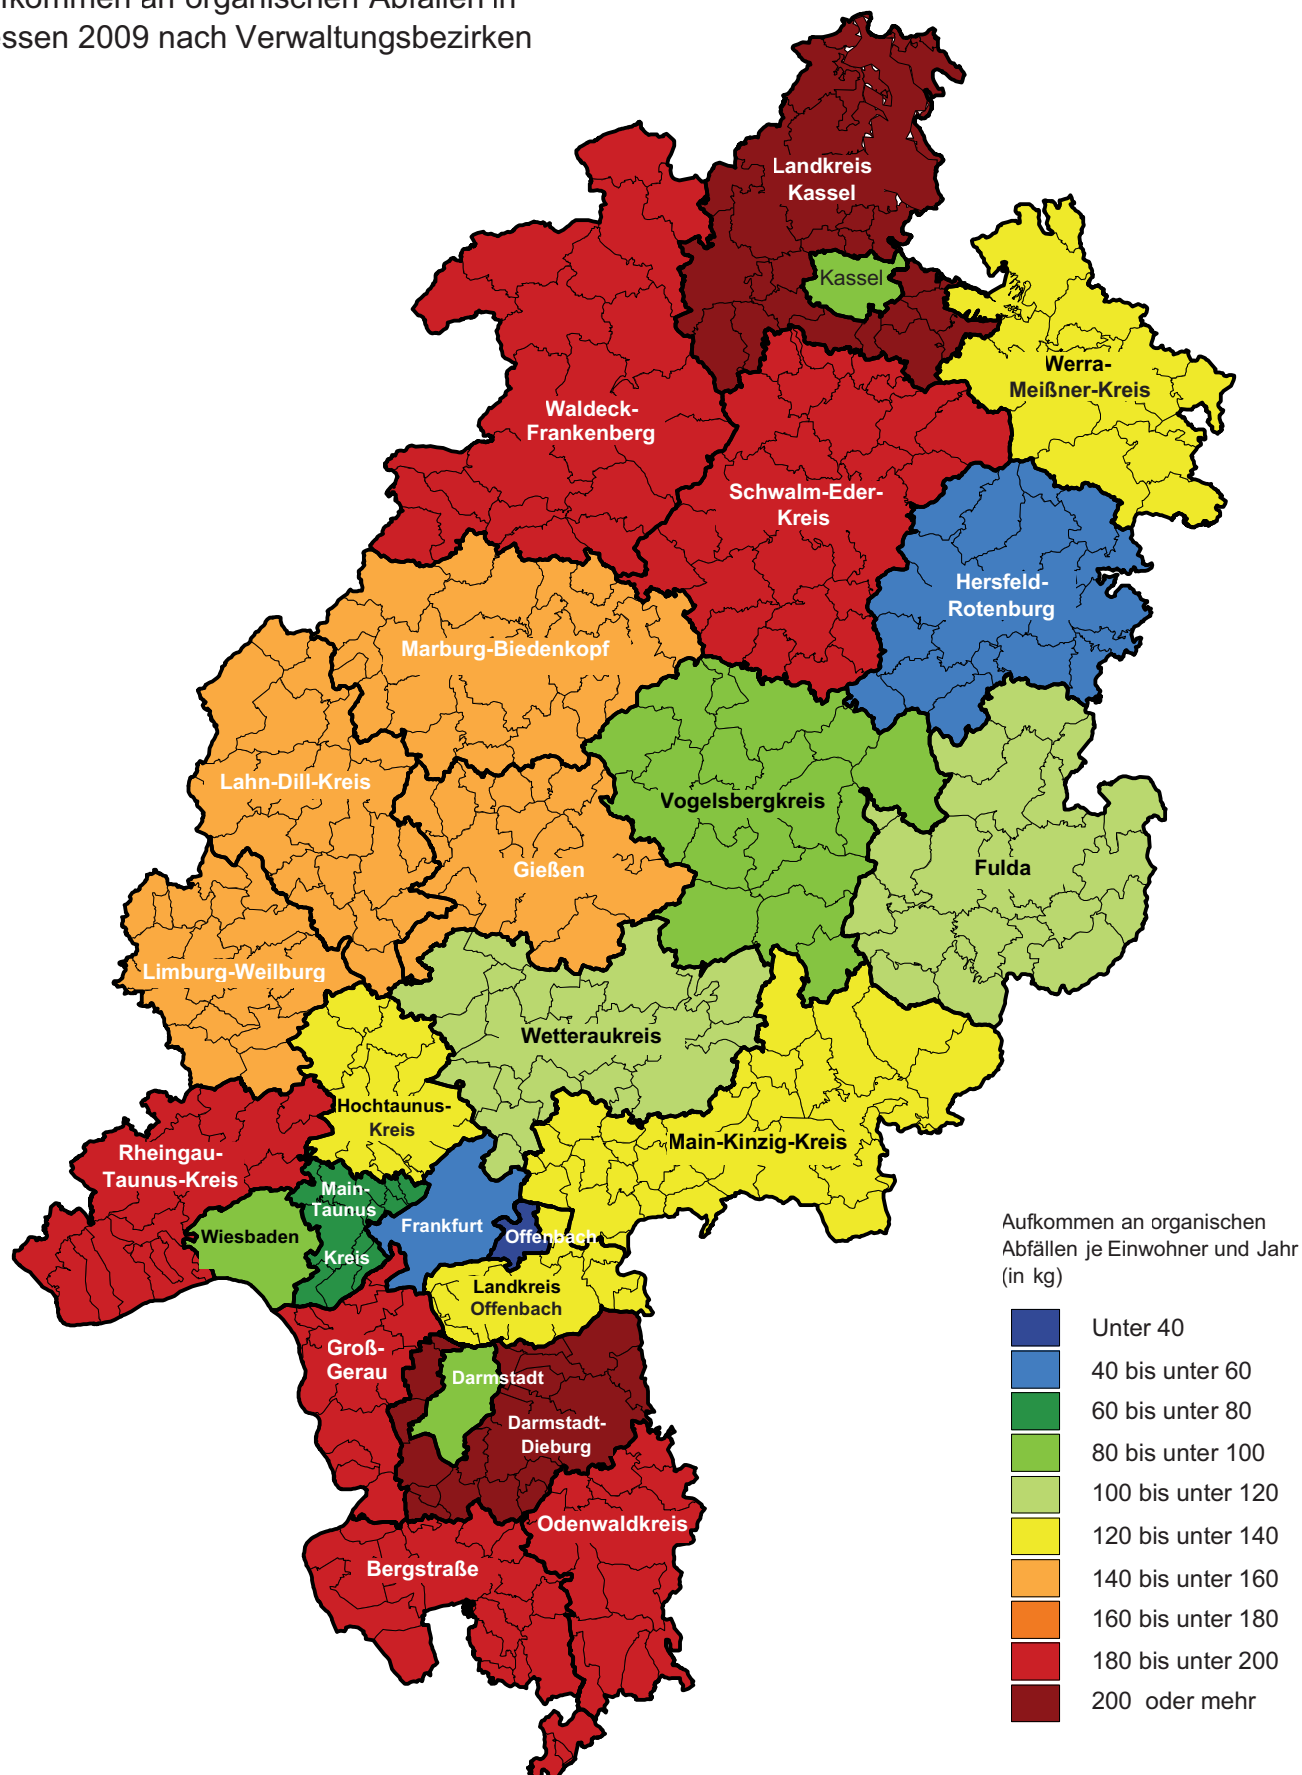 an organischen Abfällen in
2009 nach Verwaltungsbezirken
Landkreis
Kassel
Kassel
Werra-
Meißner-Kreis
Waldeck-
Frankenberg
Schwalm-Eder-
Kreis
Hersfeld-
Rotenburg
Marburg-Biedenkopf
Lahn-Dill-Kreis
Vogelsbergkreis
Gießen
Fulda
Limburg-Weilburg
Wetteraukreis
Hochtaunus-
Kreis
Main-Kinzig-Kreis
Rheingau-
Taunus-Kreis
Main-
Taunus
Kreis
Wiesbaden
Frankfurt
Offenbach
Landkreis
Offenbach
Groß-
Gerau
Darmstadt
Darmstadt-
Dieburg
Odenwaldkreis
Bergstraße
Aufkommen an organischen
Abfällen je Einwohner und Jahr
(in kg)
Unter 40
40 bis unter 60
60 bis unter 80
80 bis unter 100
100 bis unter 120
120 bis unter 140
140 bis unter 160
160 bis unter 180
180 bis unter 200
200 oder mehr